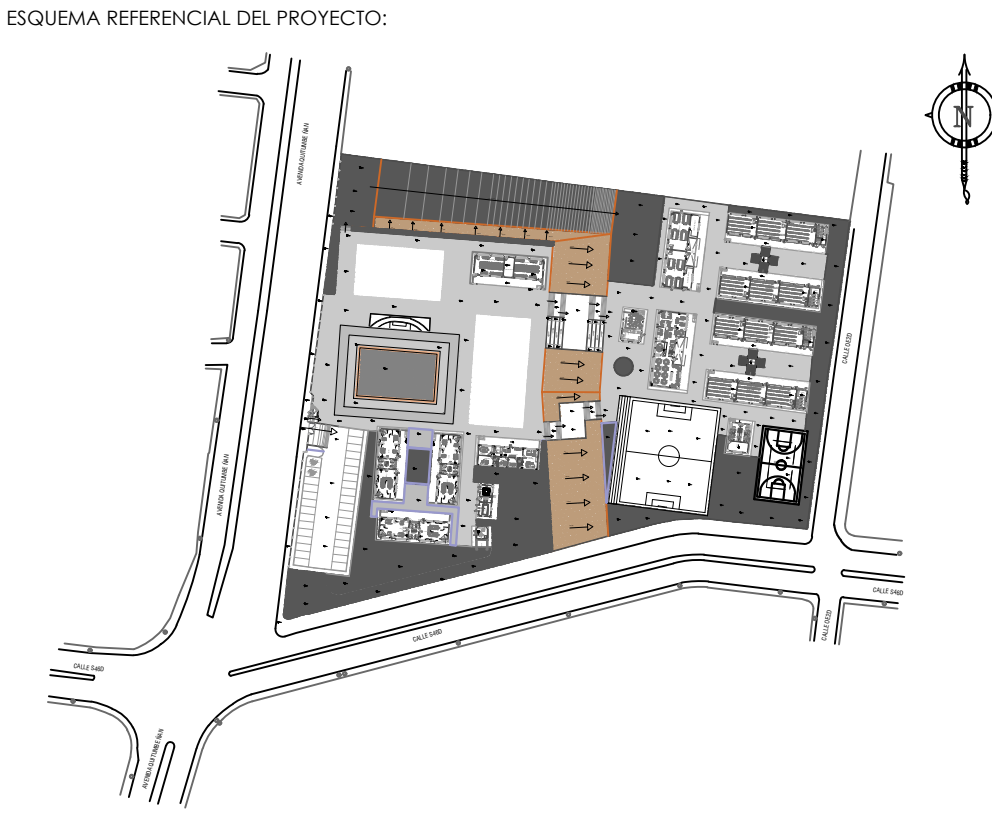 ESQUEMA REFERENCIAL DEL PROYECTO:
N
AVENIDA QUITUMBE ÑAN
CALLE OE2D
AVENIDA QUITUMBE ÑAN
CALLE S46D
CALLE OE2D
CALLE S46D
CALLE S46D
AVENIDA QUITUMBE ÑAN